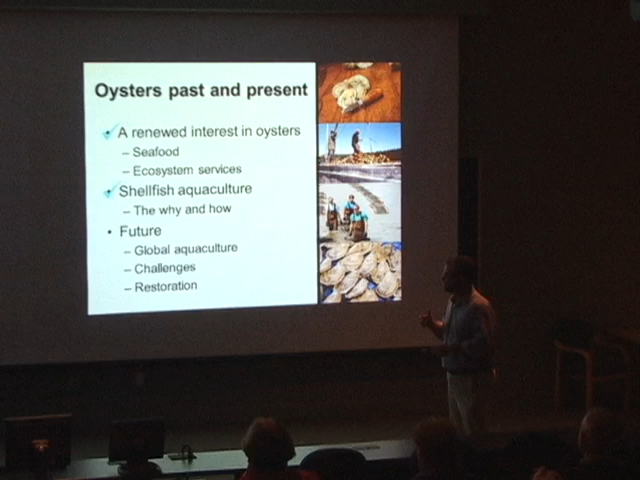 Oysters past and present
A renewed interest in oysters
– Seafood
– Ecosystem services
Shellfish aquaculture
– The why and how
• Future
– Global aquaculture
– Challenges
– Restoration